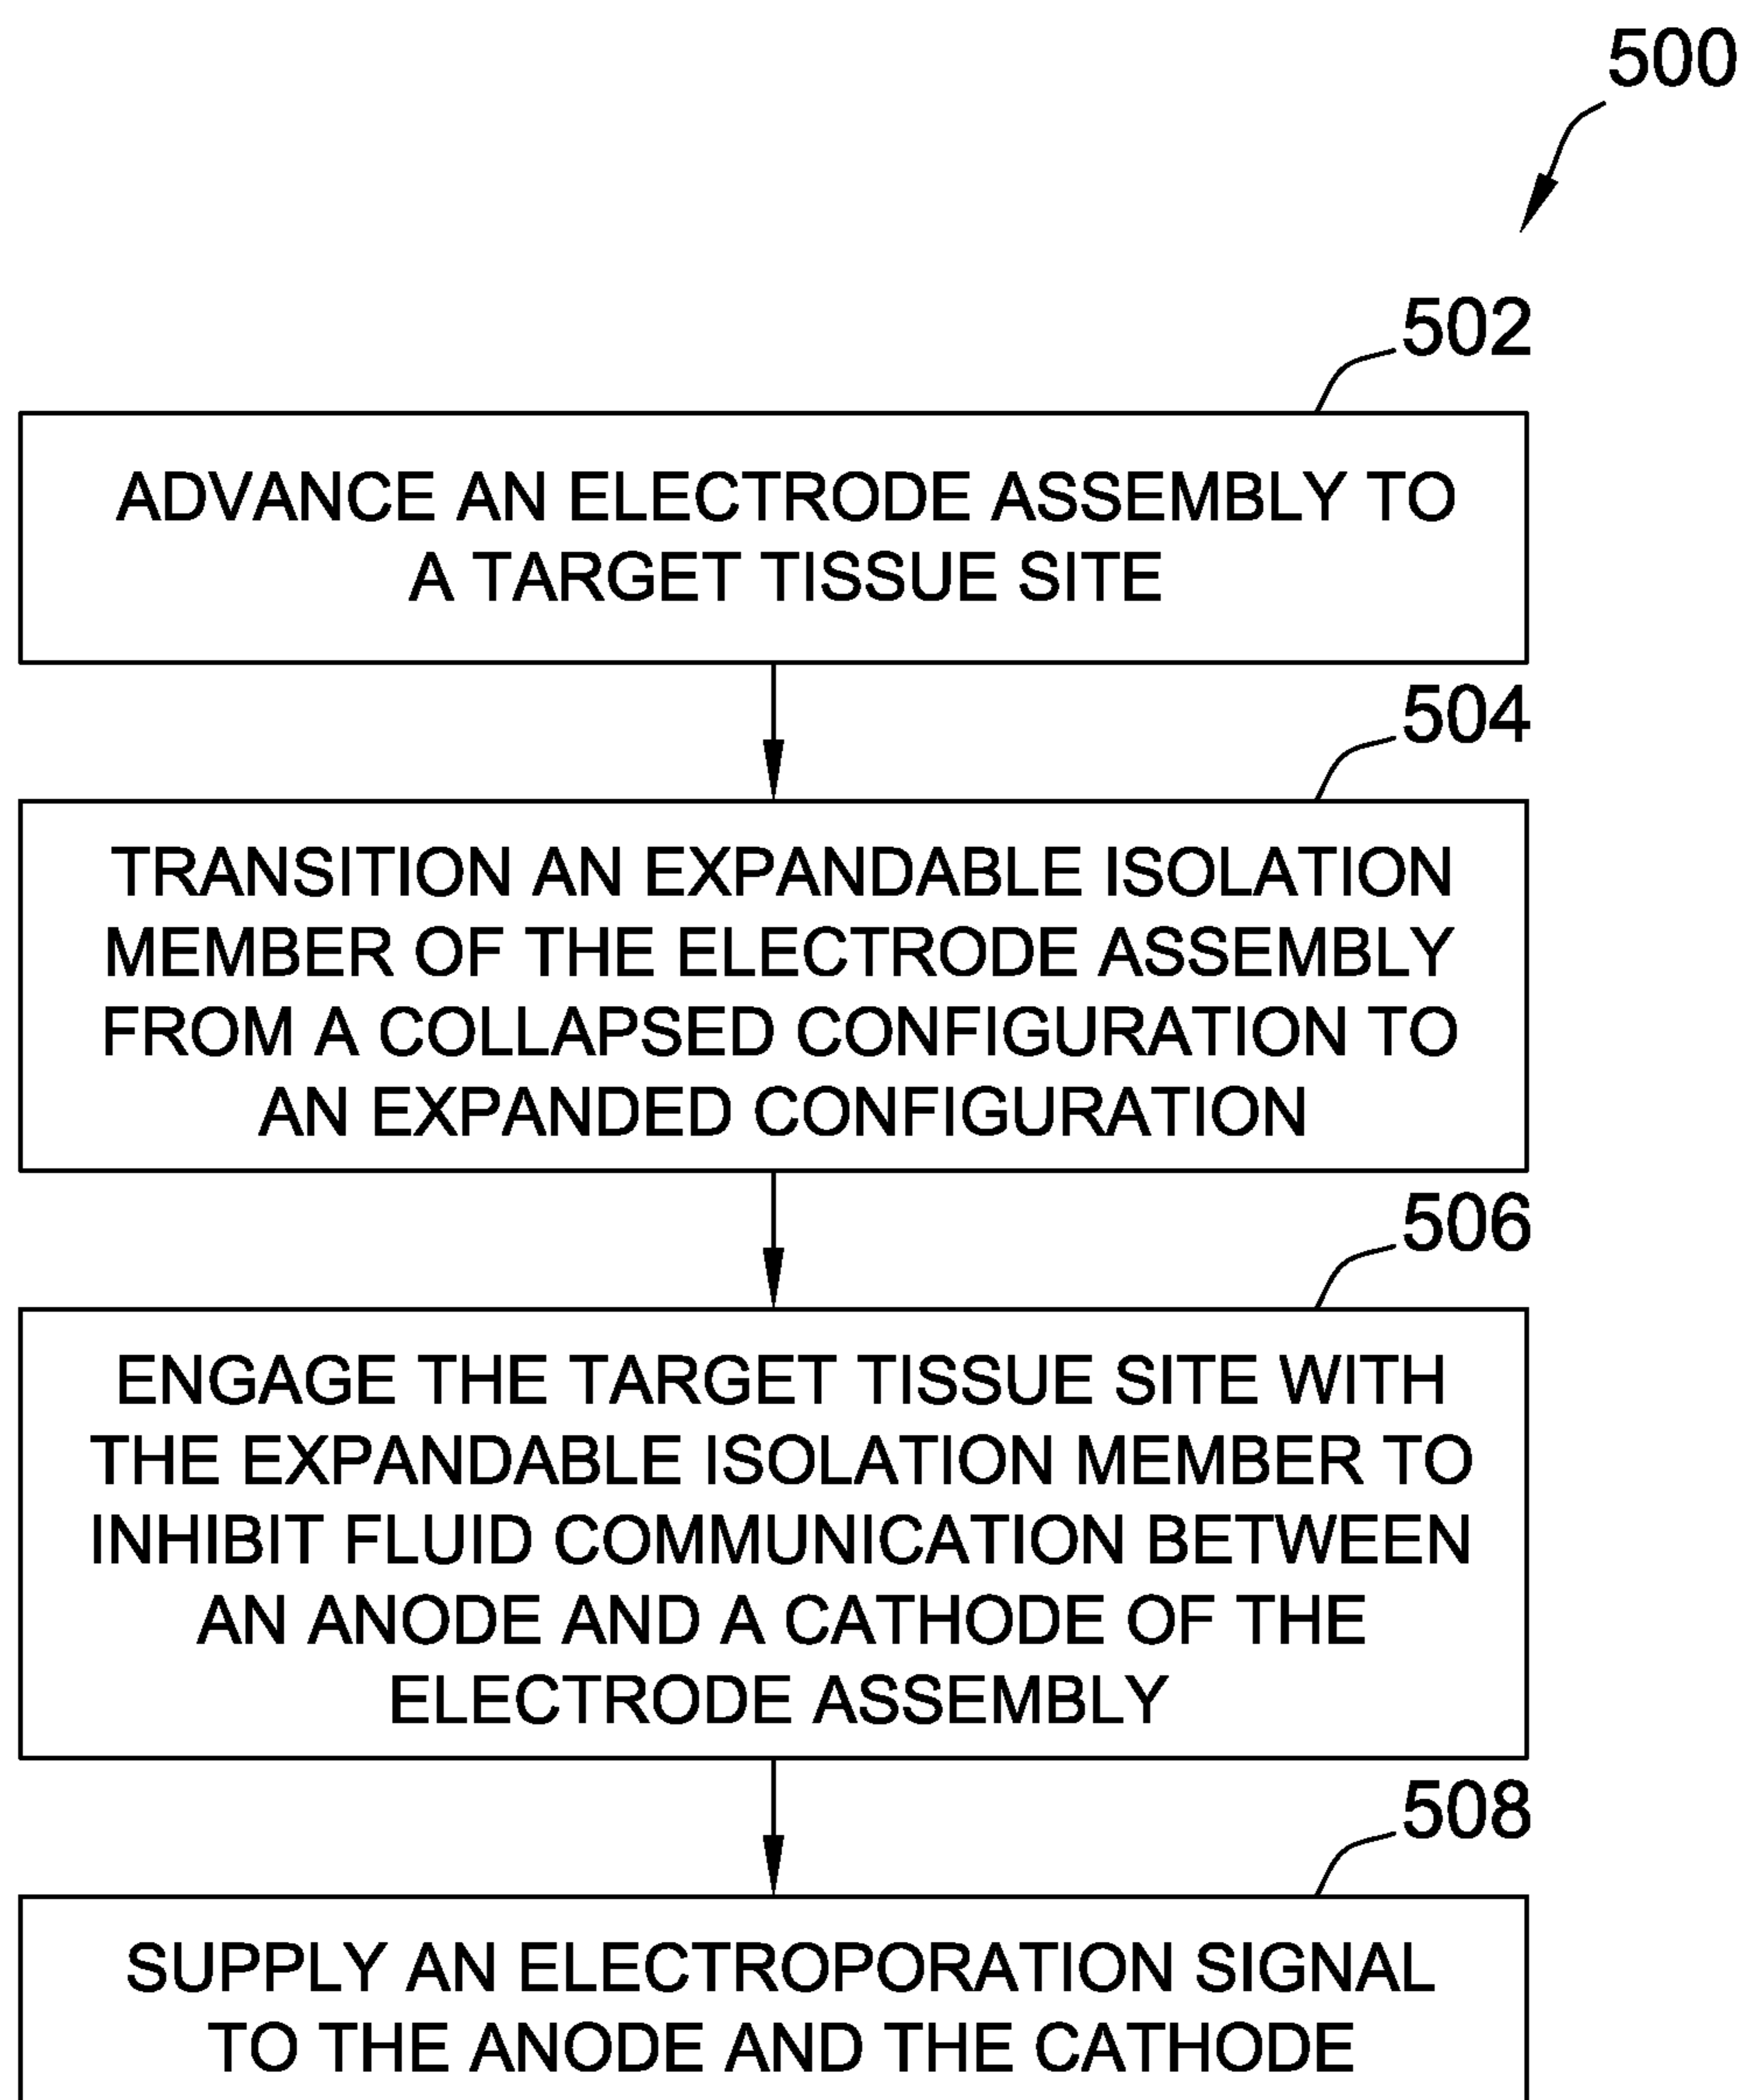 500
502
ADVANCE AN ELECTRODE ASSEMBLY TO
A TARGET TISSUE SITE
504
TRANSITION AN EXPANDABLE ISOLATION
MEMBER OF THE ELECTRODE ASSEMBLY
FROM A COLLAPSED CONFIGURATION TO
AN EXPANDED CONFIGURATION
506
ENGAGE THE TARGET TISSUE SITE WITH
THE EXPANDABLE ISOLATION MEMBER TO
INHIBIT FLUID COMMUNICATION BETWEEN
AN ANODE AND A CATHODE OF THE
ELECTRODE ASSEMBLY
508
SUPPLY AN ELECTROPORATION SIGNAL
TO THE ANODE AND THE CATHODE